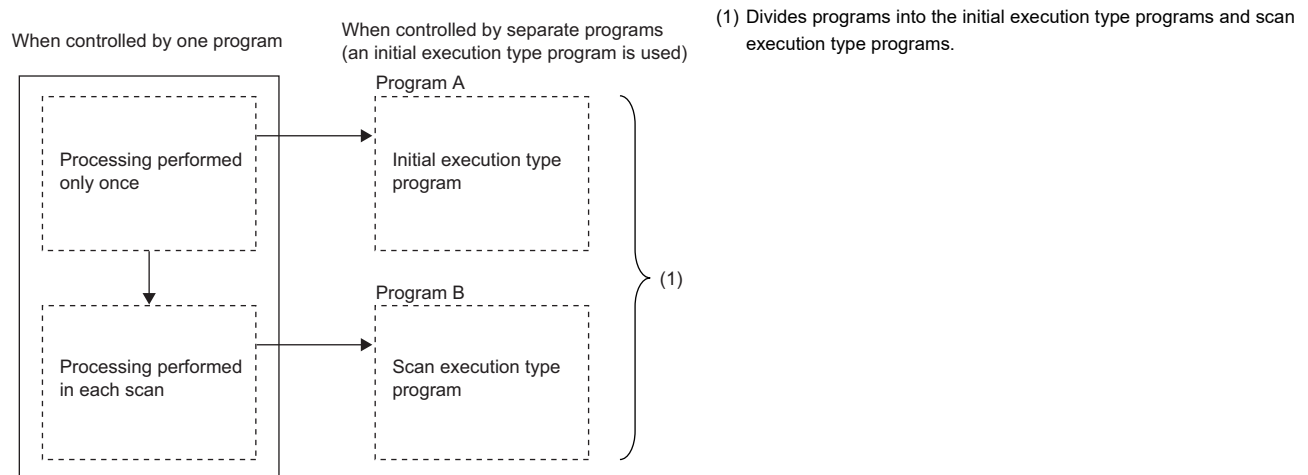 When controlled by one program
When controlled by separate programs
(an initial execution type program is used)
Program A
Processing performed
only once
Initial execution type
program
(1)
Program B
Processing performed
in each scan
Scan execution type
program
(1) Divides programs into the initial execution type programs and scan
execution type programs.